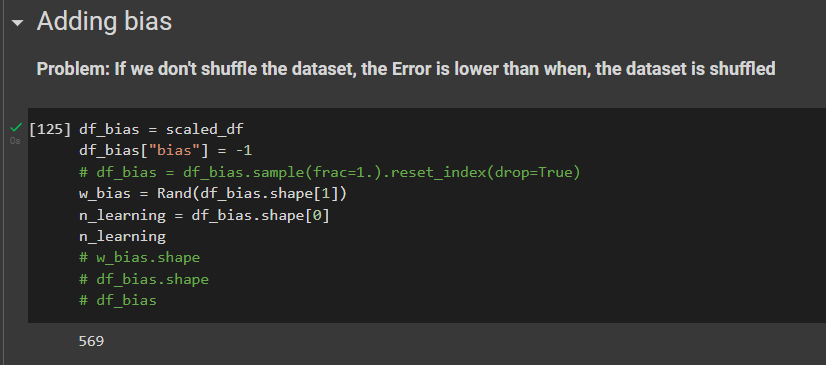 Adding bias
Problem: If we don't shuffle the dataset, the Error is lower than when, the dataset is shuffled
[125] df_bias = scaled_df
0s
df_bias["bias"] = -1
# df_bias = df_bias.sample(frac=1.).reset_index(drop=True)
w_bias = Rand(df_bias.shape[1])
n_learning = df_bias.shape[0]
n_learning
# w_bias.shape
# df_bias.shape
# df_bias
569